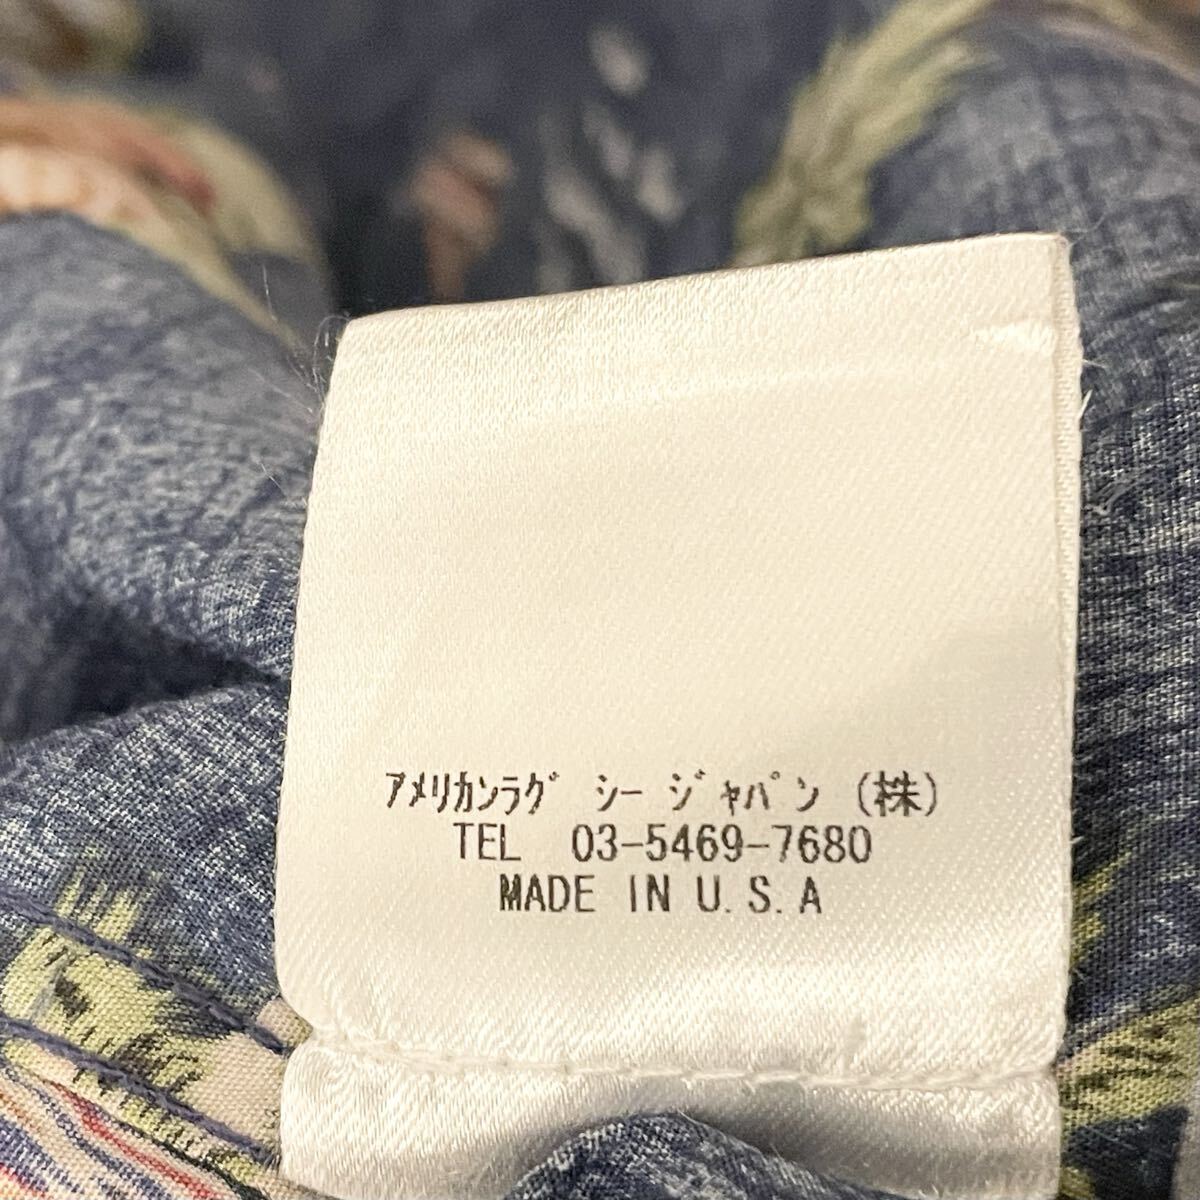 アメリカンラグ シー ジャパン (株)
TEL 03-5469-7680
MADE IN U.S.A